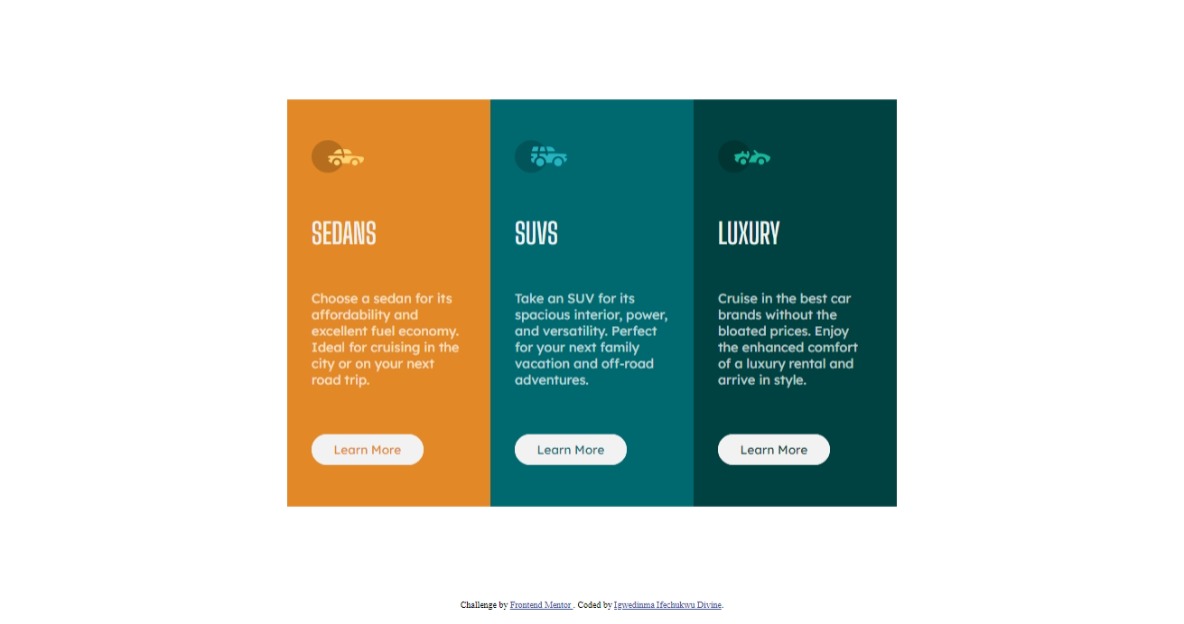 SEDANS
Choose a sedan for its
affordability and
excellent fuel economy.
Ideal for cruising in the
city or on your next
road trip.
Learn More
SUVS
Take an SUV for its
spacious interior, power,
and versatility. Perfect
for your next family
vacation and off-road
adventures.
Learn More
LUXURY
Cruise in the best car
brands without the
bloated prices. Enjoy
the enhanced comfort
of a luxury rental and
arrive in style.
Learn More
Challenge by Frontend Mentor . Coded by Igwedinma Ifechukwu Divine.